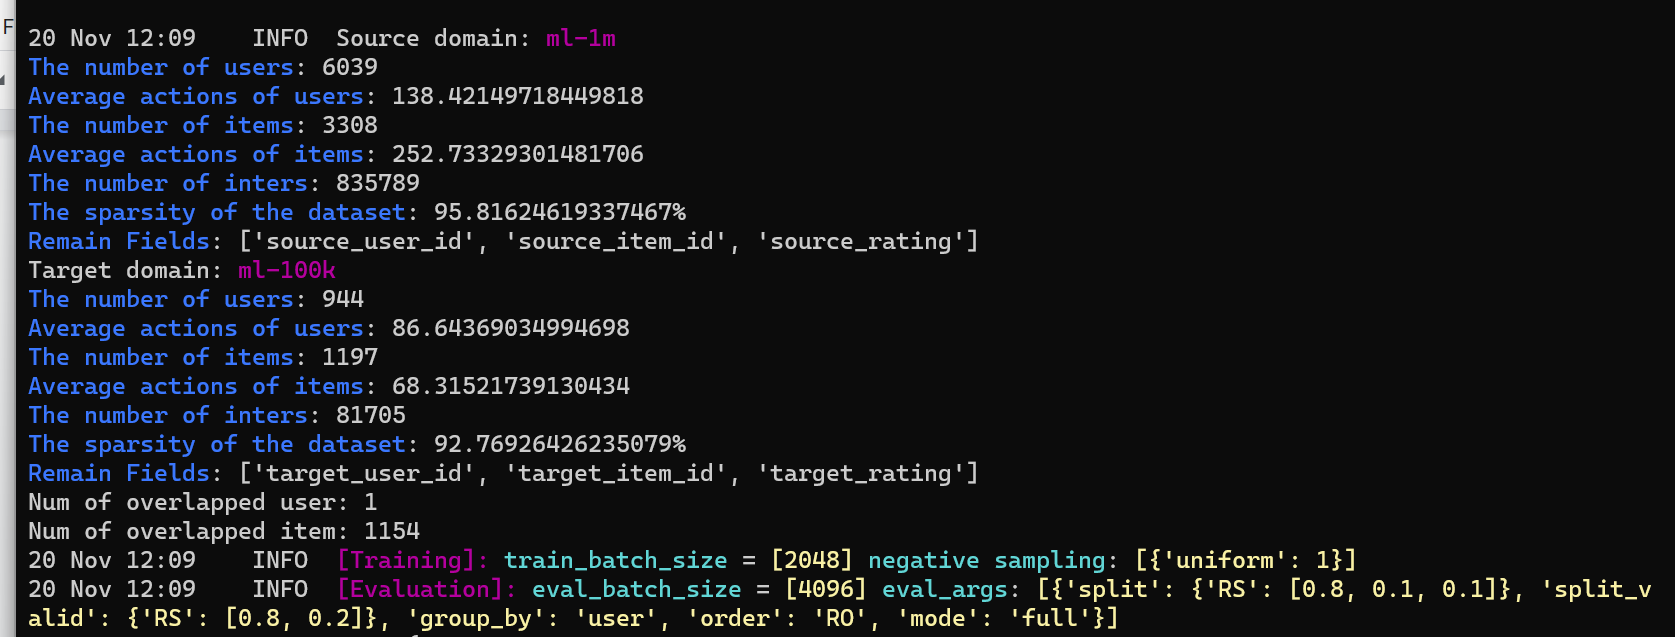 F
20 Nov 12:09    INFO  Source domain: ml-1m
The number of users: 6039
Average actions of users: 138.42149718449818
The number of items: 3308
Average actions of items: 252.73329301481706
The number of inters: 835789
The sparsity of the dataset: 95.81624619337467%
Remain Fields: ['source_user_id', 'source_item_id', 'source_rating']
Target domain: ml-100k
The number of users: 944
Average actions of users: 86.64369034994698
The number of items: 1197
Average actions of items: 68.31521739130434
The number of inters: 81705
The sparsity of the dataset: 92.76926426235079%
Remain Fields: ['target_user_id', 'target_item_id', 'target_rating']
Num of overlapped user: 1
Num of overlapped item: 1154
20 Nov 12:09    INFO  [Training]: train_batch_size = [2048] negative sampling: [{'uniform': 1}]
20 Nov 12:09    INFO  [Evaluation]: eval_batch_size = [4096] eval_args: [{'split': {'RS': [0.8, 0.1, 0.1]}, 'split_v
alid': {'RS': [0.8, 0.2]}, 'group_by': 'user', 'order': 'RO', 'mode': 'full'}]